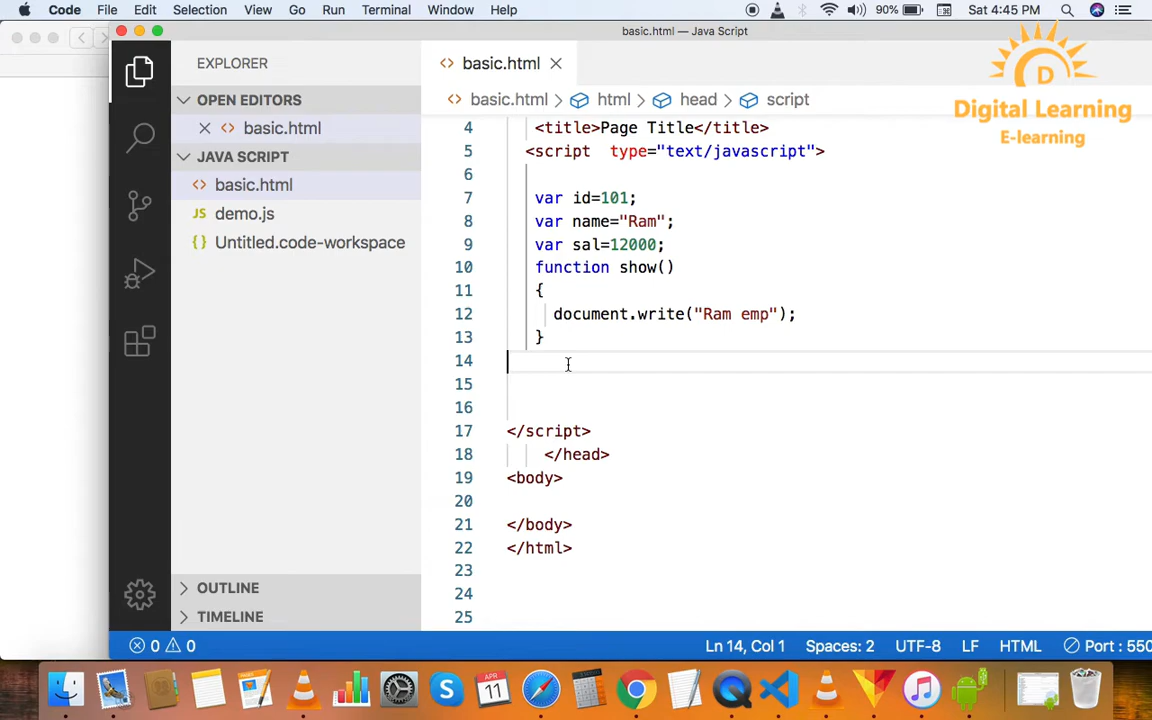 Code File Edit Selection View Go Run Terminal Window Help 90% Sat 4:45 PM
basic.html — Java Script
D
Digital Learning
E-learning
EXPLORER
OPEN EDITORS
basic.html
JAVA SCRIPT
basic.html
JS demo.js
{} Untitled.code-workspace
OUTLINE
TIMELINE
basic.html
basic.html > html > head > script
4 <title>Page Title</title>
5 <script  type="text/javascript">
6
7 var id=101;
8 var name="Ram";
9 var sal=12000;
10 function show()
11 {
12 document.write("Ram emp");
13 }
14
15
16
17 </script>
18 </head>
19 <body>
20
21 </body>
22 </html>
23
24
25
0 0 Ln 14, Col 1 Spaces: 2 UTF-8 LF HTML Port : 550
APR
11